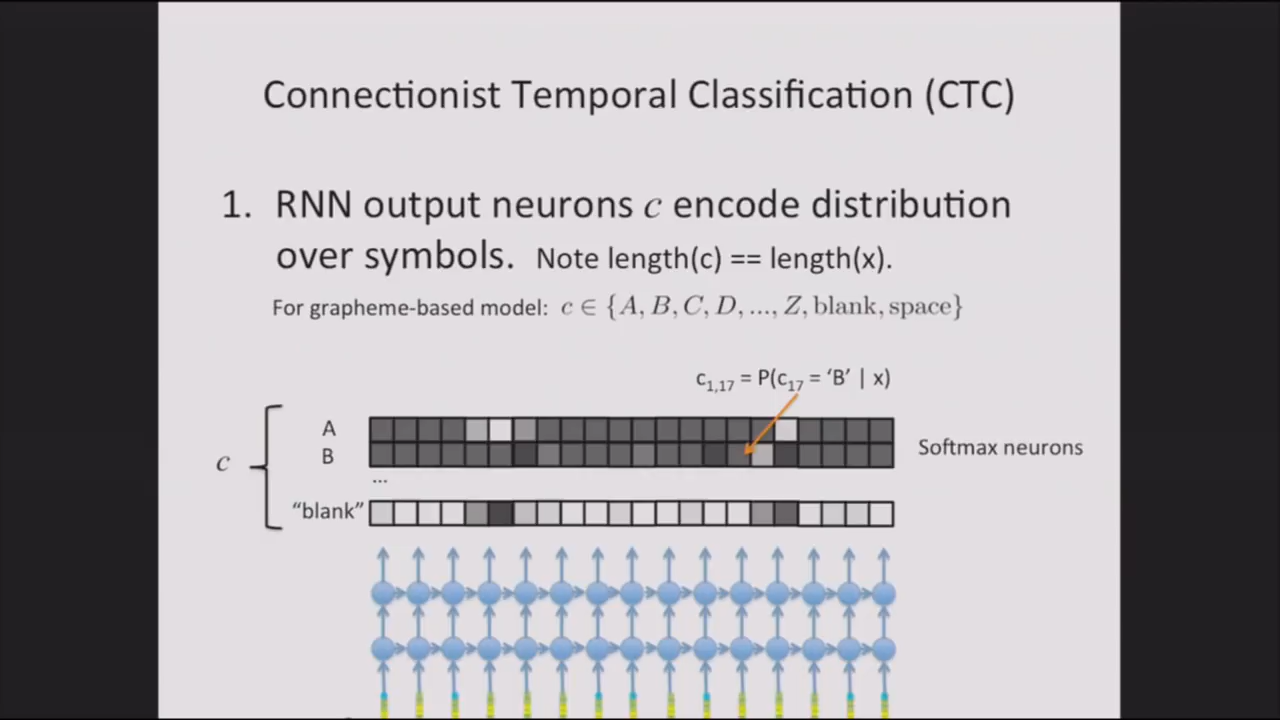 Connectionist Temporal Classification (CTC)
1. RNN output neurons c encode distribution
over symbols. Note length(c) == length(x).
For grapheme-based model: c ∈ {A, B, C, D, ..., Z, blank, space}
c1,17 = P(c17 = ‘B’ | x)
A
B
c
Softmax neurons
...
“blank”